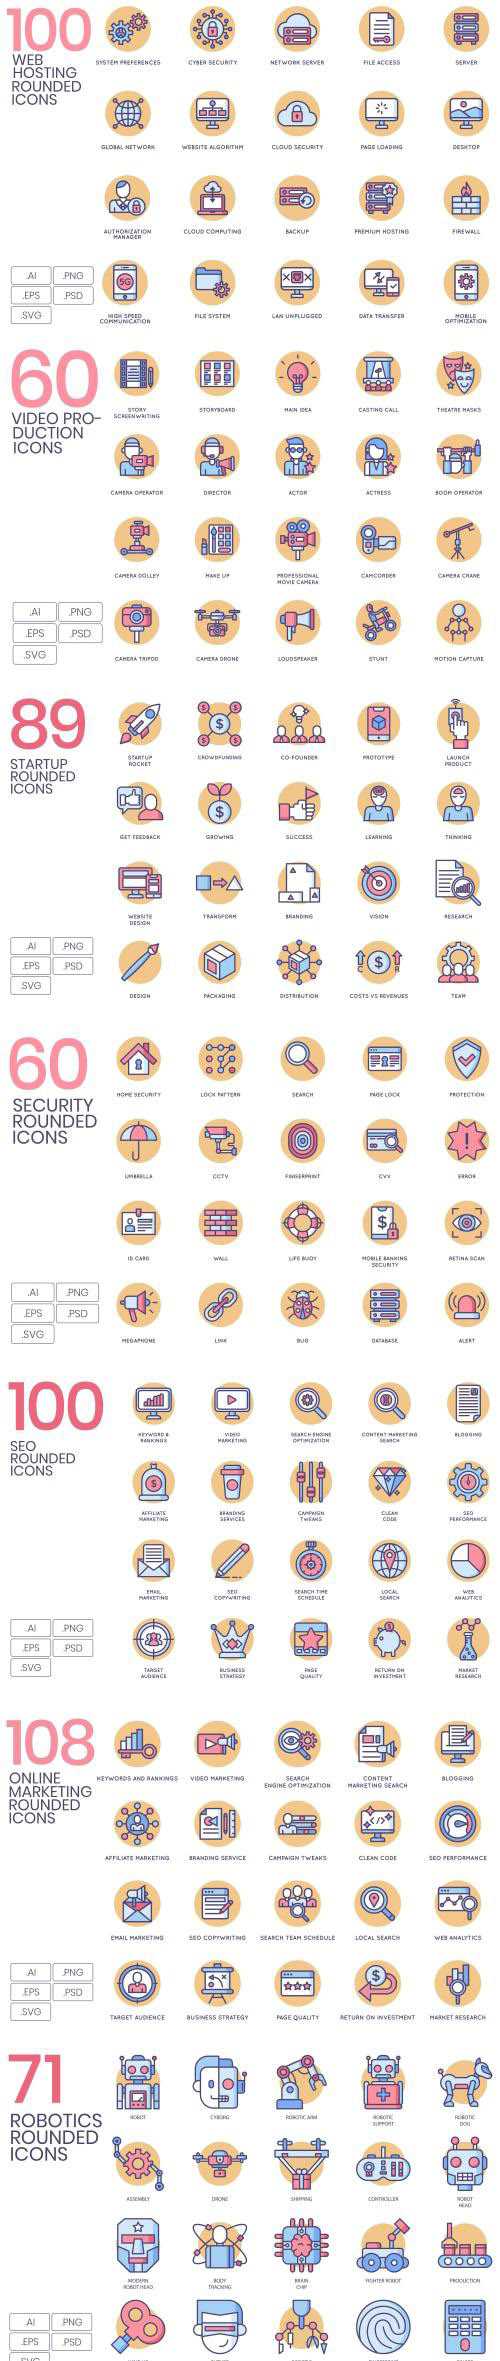 100
WEB
HOSTING
ROUNDED
ICONS
SYSTEM PREFERENCES
CYBER SECURITY
NETWORK SERVER
FILE ACCESS
SERVER
GLOBAL NETWORK
WEBSITE ALGORITHM
CLOUD SECURITY
PAGE LOADING
DESKTOP
AUTHORIZATION
MANAGER
CLOUD COMPUTING
BACKUP
PREMIUM HOSTING
FIREWALL
.AI
.PNG
.EPS
.PSD
.SVG
5G
HIGH SPEED
COMMUNICATION
FILE SYSTEM
LAN UNPLUGGED
DATA TRANSFER
MOBILE
OPTIMIZATION
60
VIDEO PRO-
DUCTION
ICONS
STORY
SCREENWRITING
STORYBOARD
MAIN IDEA
CASTING CALL
THEATRE MASKS
CAMERA OPERATOR
DIRECTOR
ACTOR
ACTRESS
BOOM OPERATOR
CAMERA DOLLEY
MAKE UP
PROFESSIONAL
MOVIE CAMERA
CAMCORDER
CAMERA CRANE
.AI
.PNG
.EPS
.PSD
.SVG
CAMERA TRIPOD
CAMERA DRONE
LOUDSPEAKER
STUNT
MOTION CAPTURE
89
STARTUP
ROUNDED
ICONS
STARTUP
ROCKET
CROWDFUNDING
CO-FOUNDER
PROTOTYPE
LAUNCH
PRODUCT
GET FEEDBACK
GROWING
SUCCESS
LEARNING
THINKING
WEBSITE
DESIGN
TRANSFORM
BRANDING
VISION
RESEARCH
.AI
.PNG
.EPS
.PSD
.SVG
DESIGN
PACKAGING
DISTRIBUTION
COSTS VS REVENUES
TEAM
60
SECURITY
ROUNDED
ICONS
HOME SECURITY
LOCK PATTERN
SEARCH
PAGE LOCK
PROTECTION
UMBRELLA
CCTV
FINGERPRINT
CVV
ERROR
ID CARD
WALL
LIFE BUOY
MOBILE BANKING
SECURITY
RETINA SCAN
.AI
.PNG
.EPS
.PSD
.SVG
MEGAPHONE
LINK
BUG
DATABASE
ALERT
100
SEO
ROUNDED
ICONS
KEYWORD &
RANKINGS
VIDEO
MARKETING
SEARCH ENGINE
OPTIMIZATION
CONTENT MARKETING
SEARCH
BLOGGING
AFFILIATE
MARKETING
BRANDING
SERVICES
CAMPAIGN
TWEAKS
CLEAN
CODE
SEO
PERFORMANCE
EMAIL
MARKETING
SEO
COPYWRITING
SEARCH TIME
SCHEDULE
LOCAL
SEARCH
WEB
ANALYTICS
.AI
.PNG
.EPS
.PSD
.SVG
TARGET
AUDIENCE
BUSINESS
STRATEGY
PAGE
QUALITY
RETURN ON
INVESTMENT
MARKET
RESEARCH
108
ONLINE
MARKETING
ROUNDED
ICONS
KEYWORDS AND RANKINGS
VIDEO MARKETING
SEARCH
ENGINE OPTIMIZATION
CONTENT
MARKETING SEARCH
BLOGGING
AFFILIATE MARKETING
BRANDING SERVICE
CAMPAIGN TWEAKS
CLEAN CODE
SEO PERFORMANCE
EMAIL MARKETING
SEO COPYWRITING
SEARCH TEAM SCHEDULE
LOCAL SEARCH
WEB ANALYTICS
.AI
.PNG
.EPS
.PSD
.SVG
TARGET AUDIENCE
BUSINESS STRATEGY
PAGE QUALITY
RETURN ON INVESTMENT
MARKET RESEARCH
71
ROBOTICS
ROUNDED
ICONS
ROBOT
CYBORG
ROBOTIC ARM
ROBOTIC
SUPPORT
ROBOTIC
DOG
ASSEMBLY
DRONE
SHIPPING
CONTROLLER
ROBOT
HEAD
MODERN
ROBOT HEAD
BODY
TRACKING
BRAIN
CHIP
FIGHTER ROBOT
PRODUCTION
.AI
.PNG
.EPS
.PSD